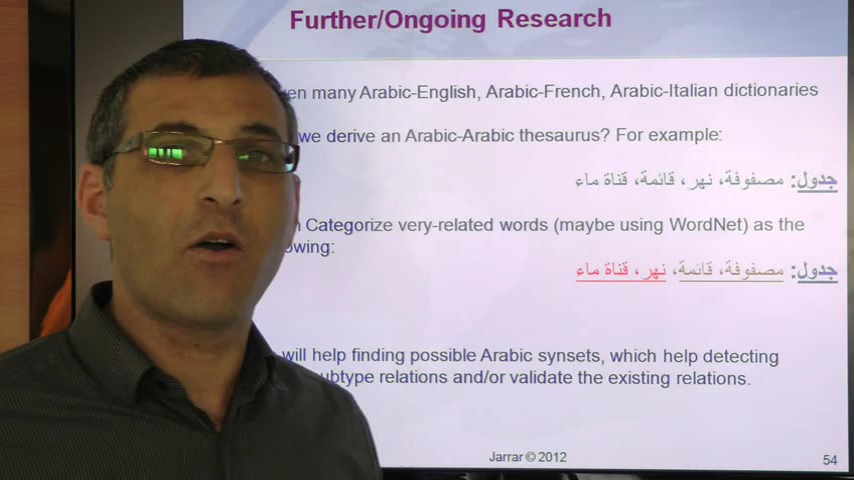 Further/Ongoing Research
many Arabic-English, Arabic-French, Arabic-Italian dictionaries
we derive an Arabic-Arabic thesaurus? For example:
جدول: مصفوفة، نهر، قائمة، قناة ماء
Categorize very-related words (maybe using WordNet) as the
جدول: مصفوفة، قائمة، نهر، قناة ماء
will help finding possible Arabic synsets, which help detecting
relations and/or validate the existing relations.
Jarrar © 2012
54